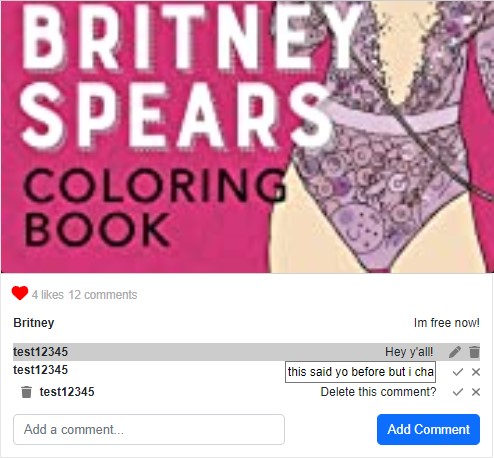 BRITNEY
SPEARS
COLORING
BOOK
4 likes 12 comments
Britney Im free now!
test12345 Hey y'all!
test12345 this said yo before but i cha
test12345 Delete this comment?
Add a comment... Add Comment